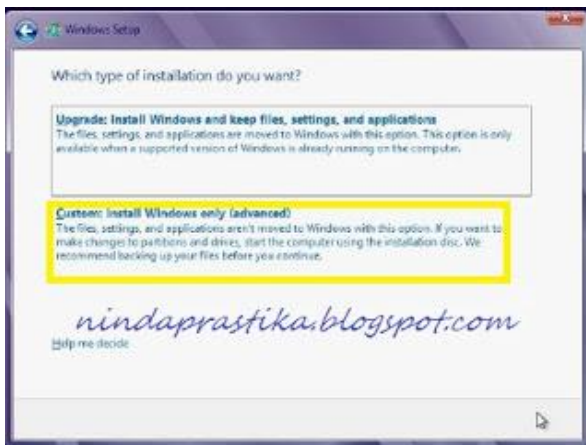 Windows Setup
Which type of installation do you want?
Upgrade: Install Windows and keep files, settings, and applications
The files, settings, and applications are moved to Windows with this option. This option is only
available when a supported version of Windows is already running on the computer.
Custom: Install Windows only (advanced)
The files, settings, and applications aren't moved to Windows with this option. If you want to
make changes to partitions and drives, start the computer using the installation disc. We
recommend backing up your files before you continue.
nindaprastika.blogspot.com
Help me decide